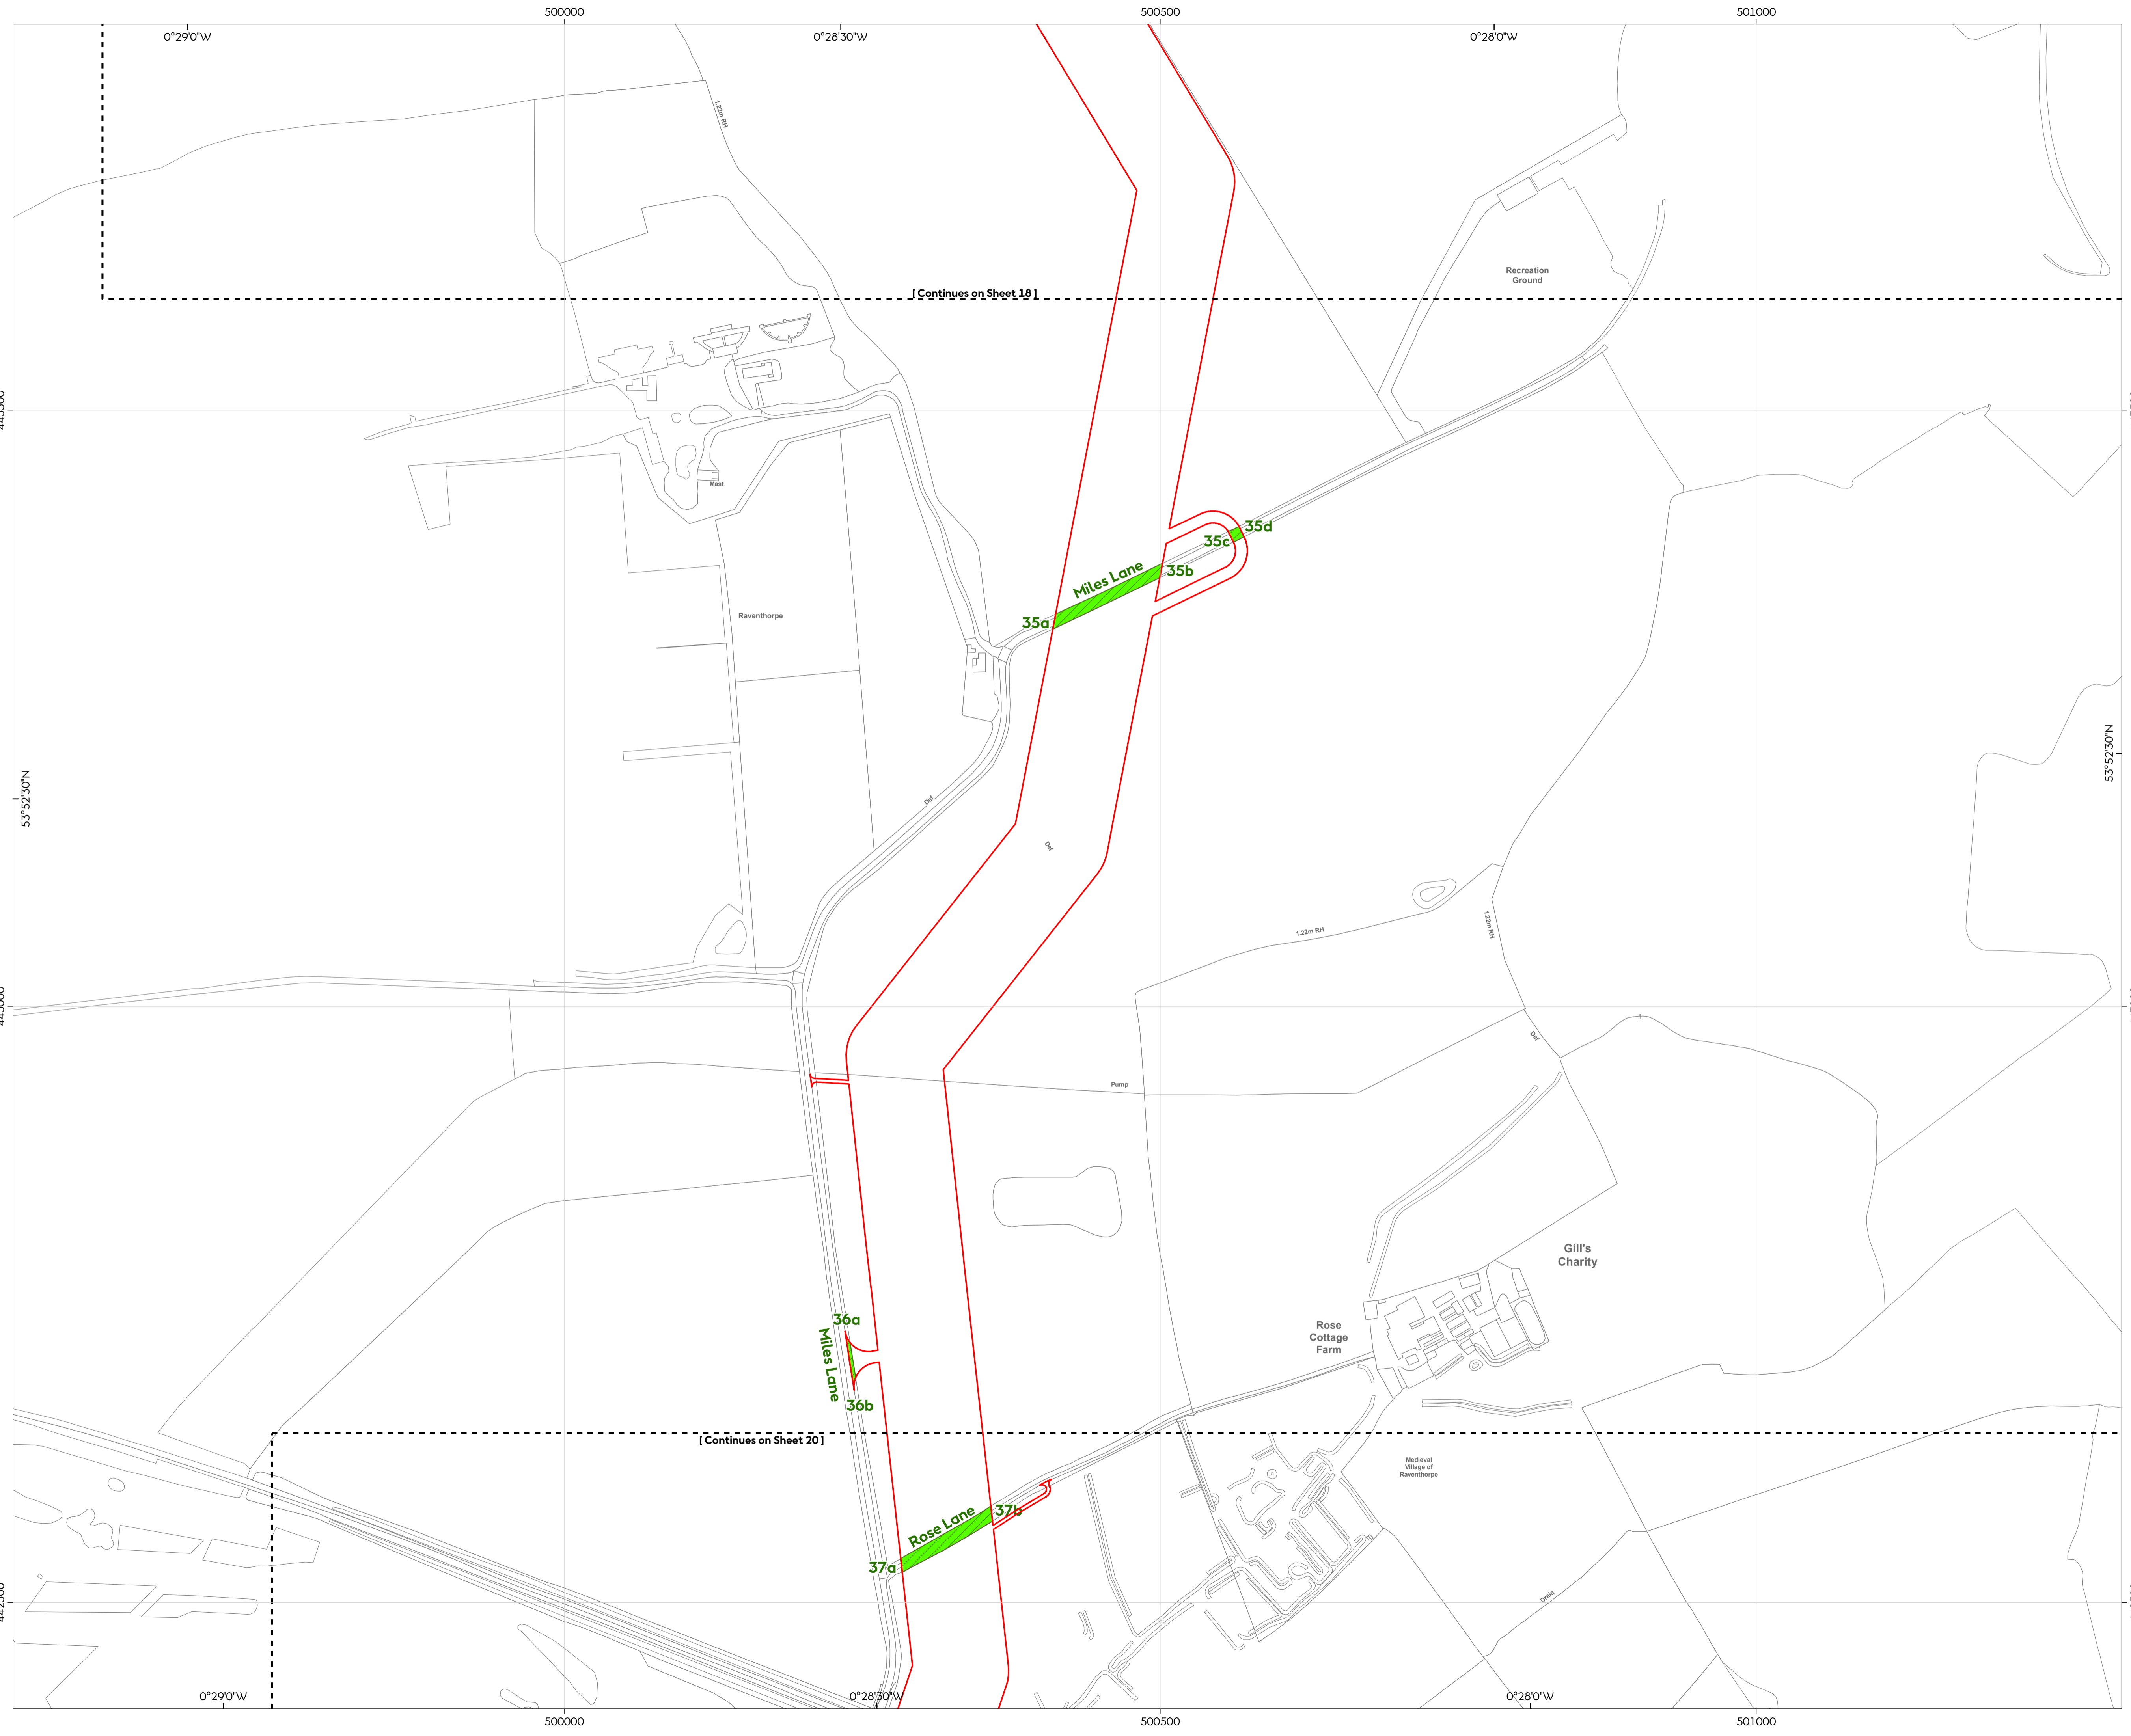 500000
500500
501000
0°29'0"W
0°28'30"W
0°28'0"W
1.22m RH
Recreation
Ground
[ Continues on Sheet 18 ]
Mast
35d
35c
Miles Lane
35b
35a
Raventhorpe
53°52'30"N
53°52'30"N
Def
Def
1.22m RH
1.22m RH
Def
Pump
Gill's
Charity
36a
Rose
Cottage
Farm
Miles Lane
36b
[ Continues on Sheet 20 ]
Medieval
Village of
Raventhorpe
37b
Rose Lane
37a
Drain
0°29'0"W
0°28'30"W
0°28'0"W
500000
500500
501000